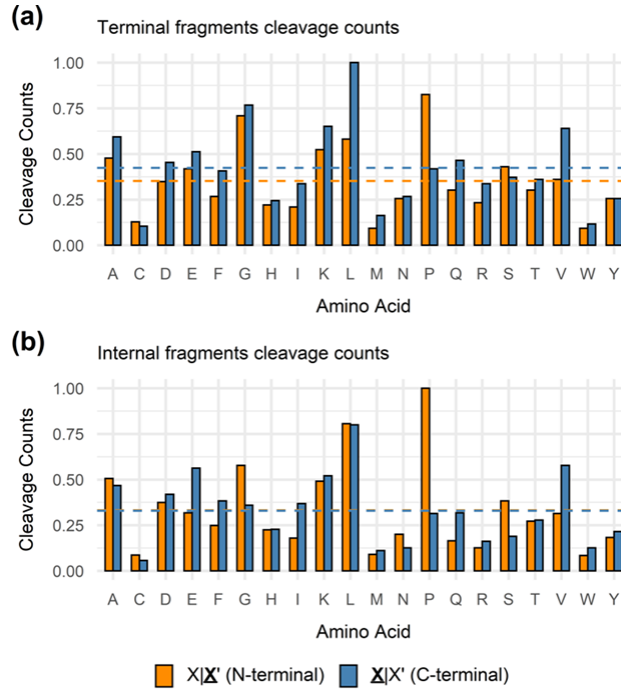 (a)
Terminal fragments cleavage counts
Cleavage Counts
1.00
0.75
0.50
0.25
0.00
A C D E F G H I K L M N P Q R S T V W Y
Amino Acid
(b)
Internal fragments cleavage counts
Cleavage Counts
1.00
0.75
0.50
0.25
0.00
A C D E F G H I K L M N P Q R S T V W Y
Amino Acid
X|X' (N-terminal) X|X' (C-terminal)